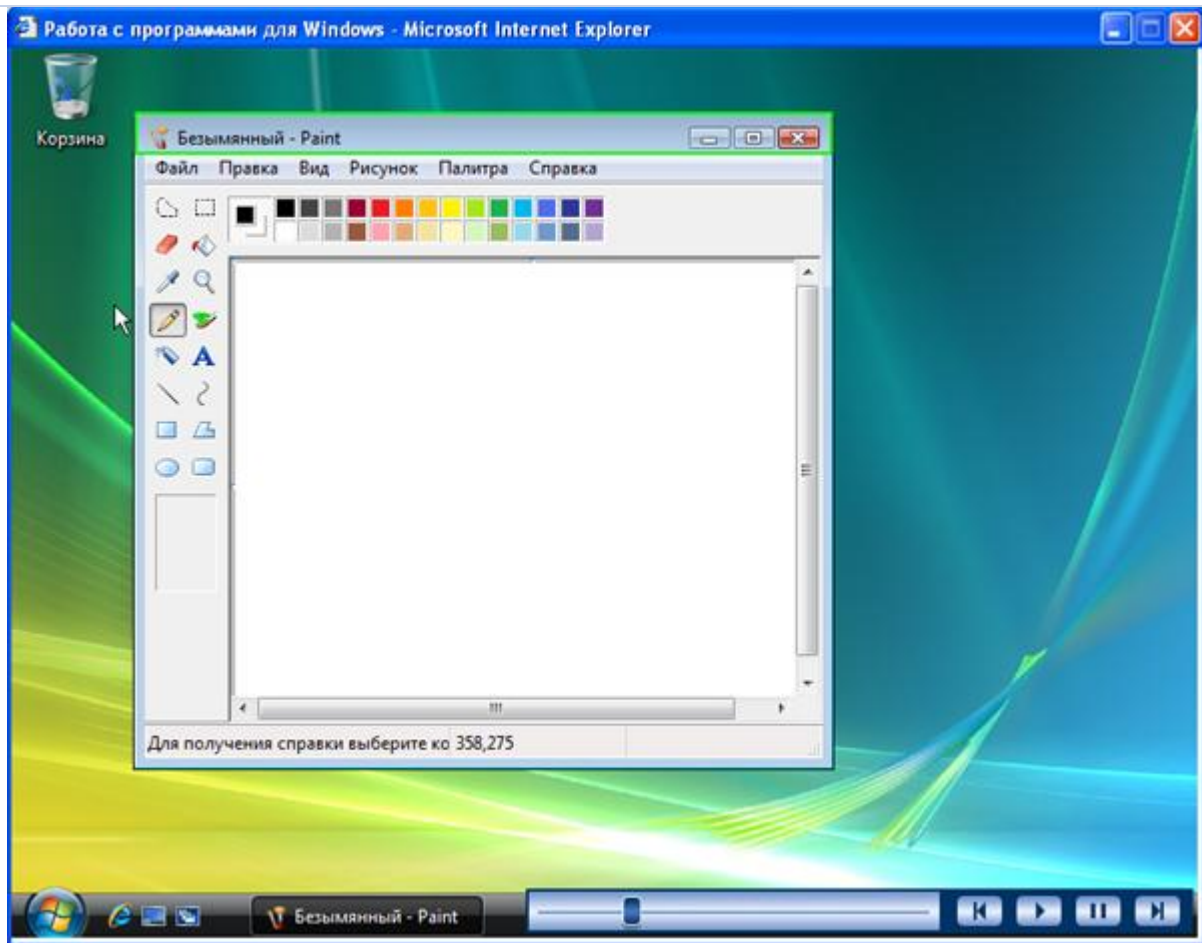 Работа с программами для Windows - Microsoft Internet Explorer
Корзина
Безымянный - Paint
Файл Правка Вид Рисунок Палитра Справка
A
Для получения справки выберите ко 358,275
Безымянный - Paint